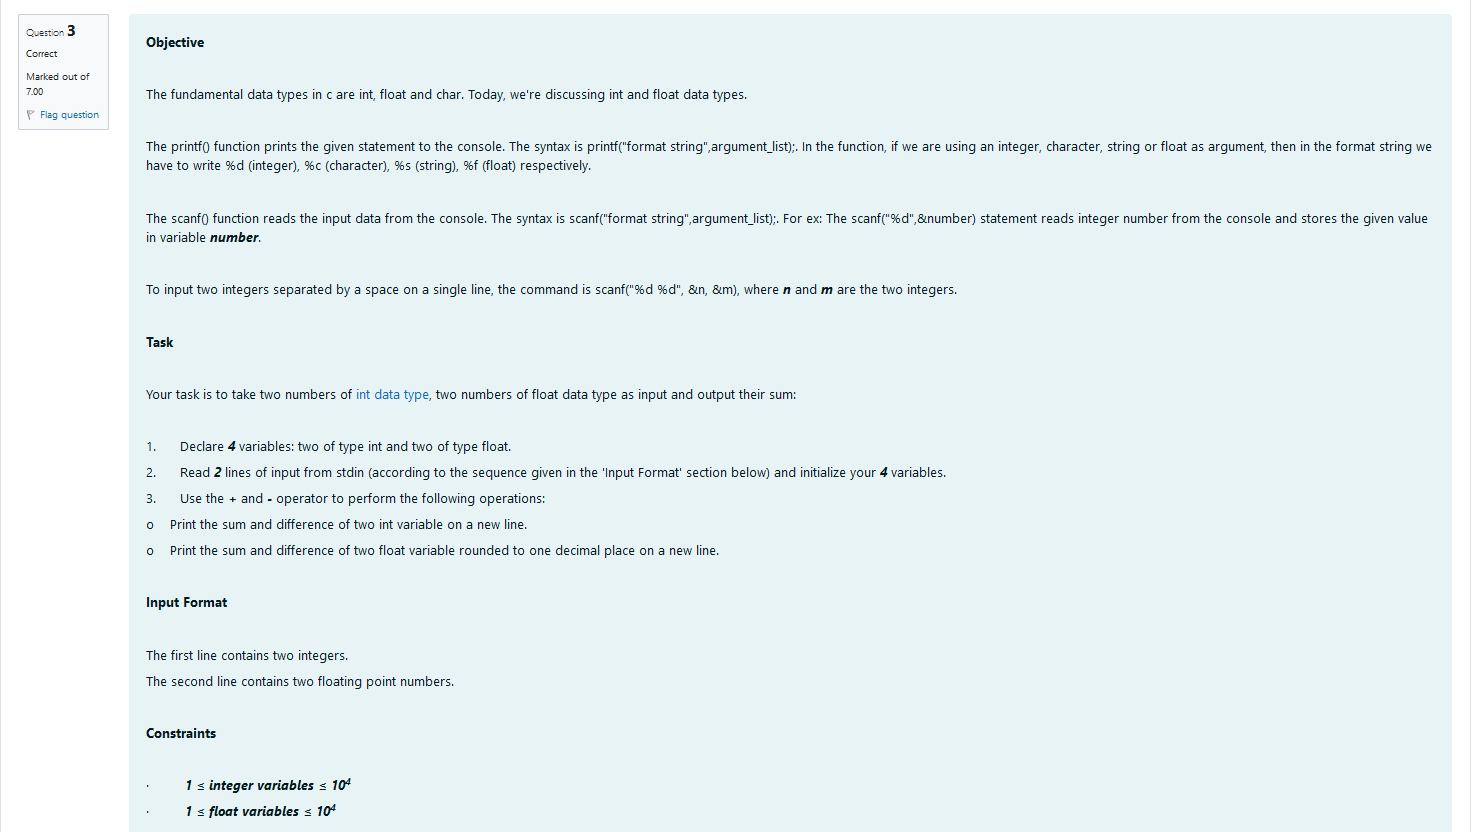 Question 3
Correct
Marked out of
7.00
Flag question
Objective
The fundamental data types in c are int, float and char. Today, we're discussing int and float data types.
The printf() function prints the given statement to the console. The syntax is printf("format string",argument_list);. In the function, if we are using an integer, character, string or float as argument, then in the format string we
have to write %d (integer), %c (character), %s (string), %f (float) respectively.
The scanf() function reads the input data from the console. The syntax is scanf("format string",argument_list);. For ex: The scanf("%d",&number) statement reads integer number from the console and stores the given value
in variable number.
To input two integers separated by a space on a single line, the command is scanf("%d %d", &n, &m), where n and m are the two integers.
Task
Your task is to take two numbers of int data type, two numbers of float data type as input and output their sum:
1. Declare 4 variables: two of type int and two of type float.
2. Read 2 lines of input from stdin (according to the sequence given in the 'Input Format' section below) and initialize your 4 variables.
3. Use the + and - operator to perform the following operations:
o Print the sum and difference of two int variable on a new line.
o Print the sum and difference of two float variable rounded to one decimal place on a new line.
Input Format
The first line contains two integers.
The second line contains two floating point numbers.
Constraints
· 1 ≤ integer variables ≤ 10⁴
· 1 ≤ float variables ≤ 10⁴